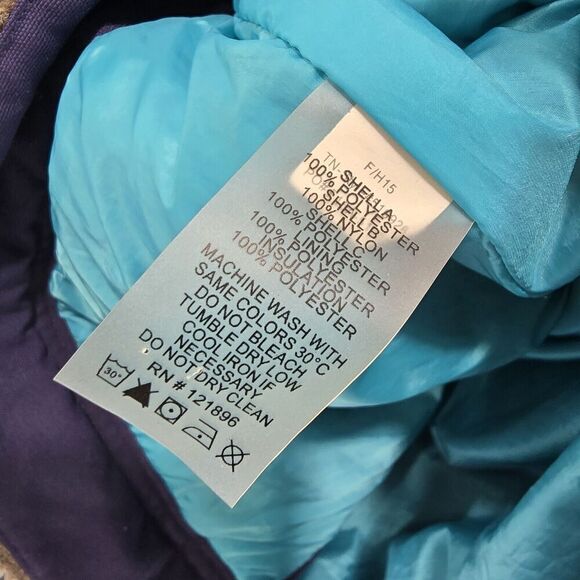 F/H15
TN-
SHELL A
100% POLYESTER
SHELL B
100% NYLON
SHELL C
100% POLYESTER
LINING
100% POLYESTER
INSULATION
100% POLYESTER
MACHINE WASH WITH
SAME COLORS 30°C
DO NOT BLEACH
TUMBLE DRY LOW
COOL IRON IF
NECESSARY
DO NOT DRY CLEAN
RN # 121896
30°